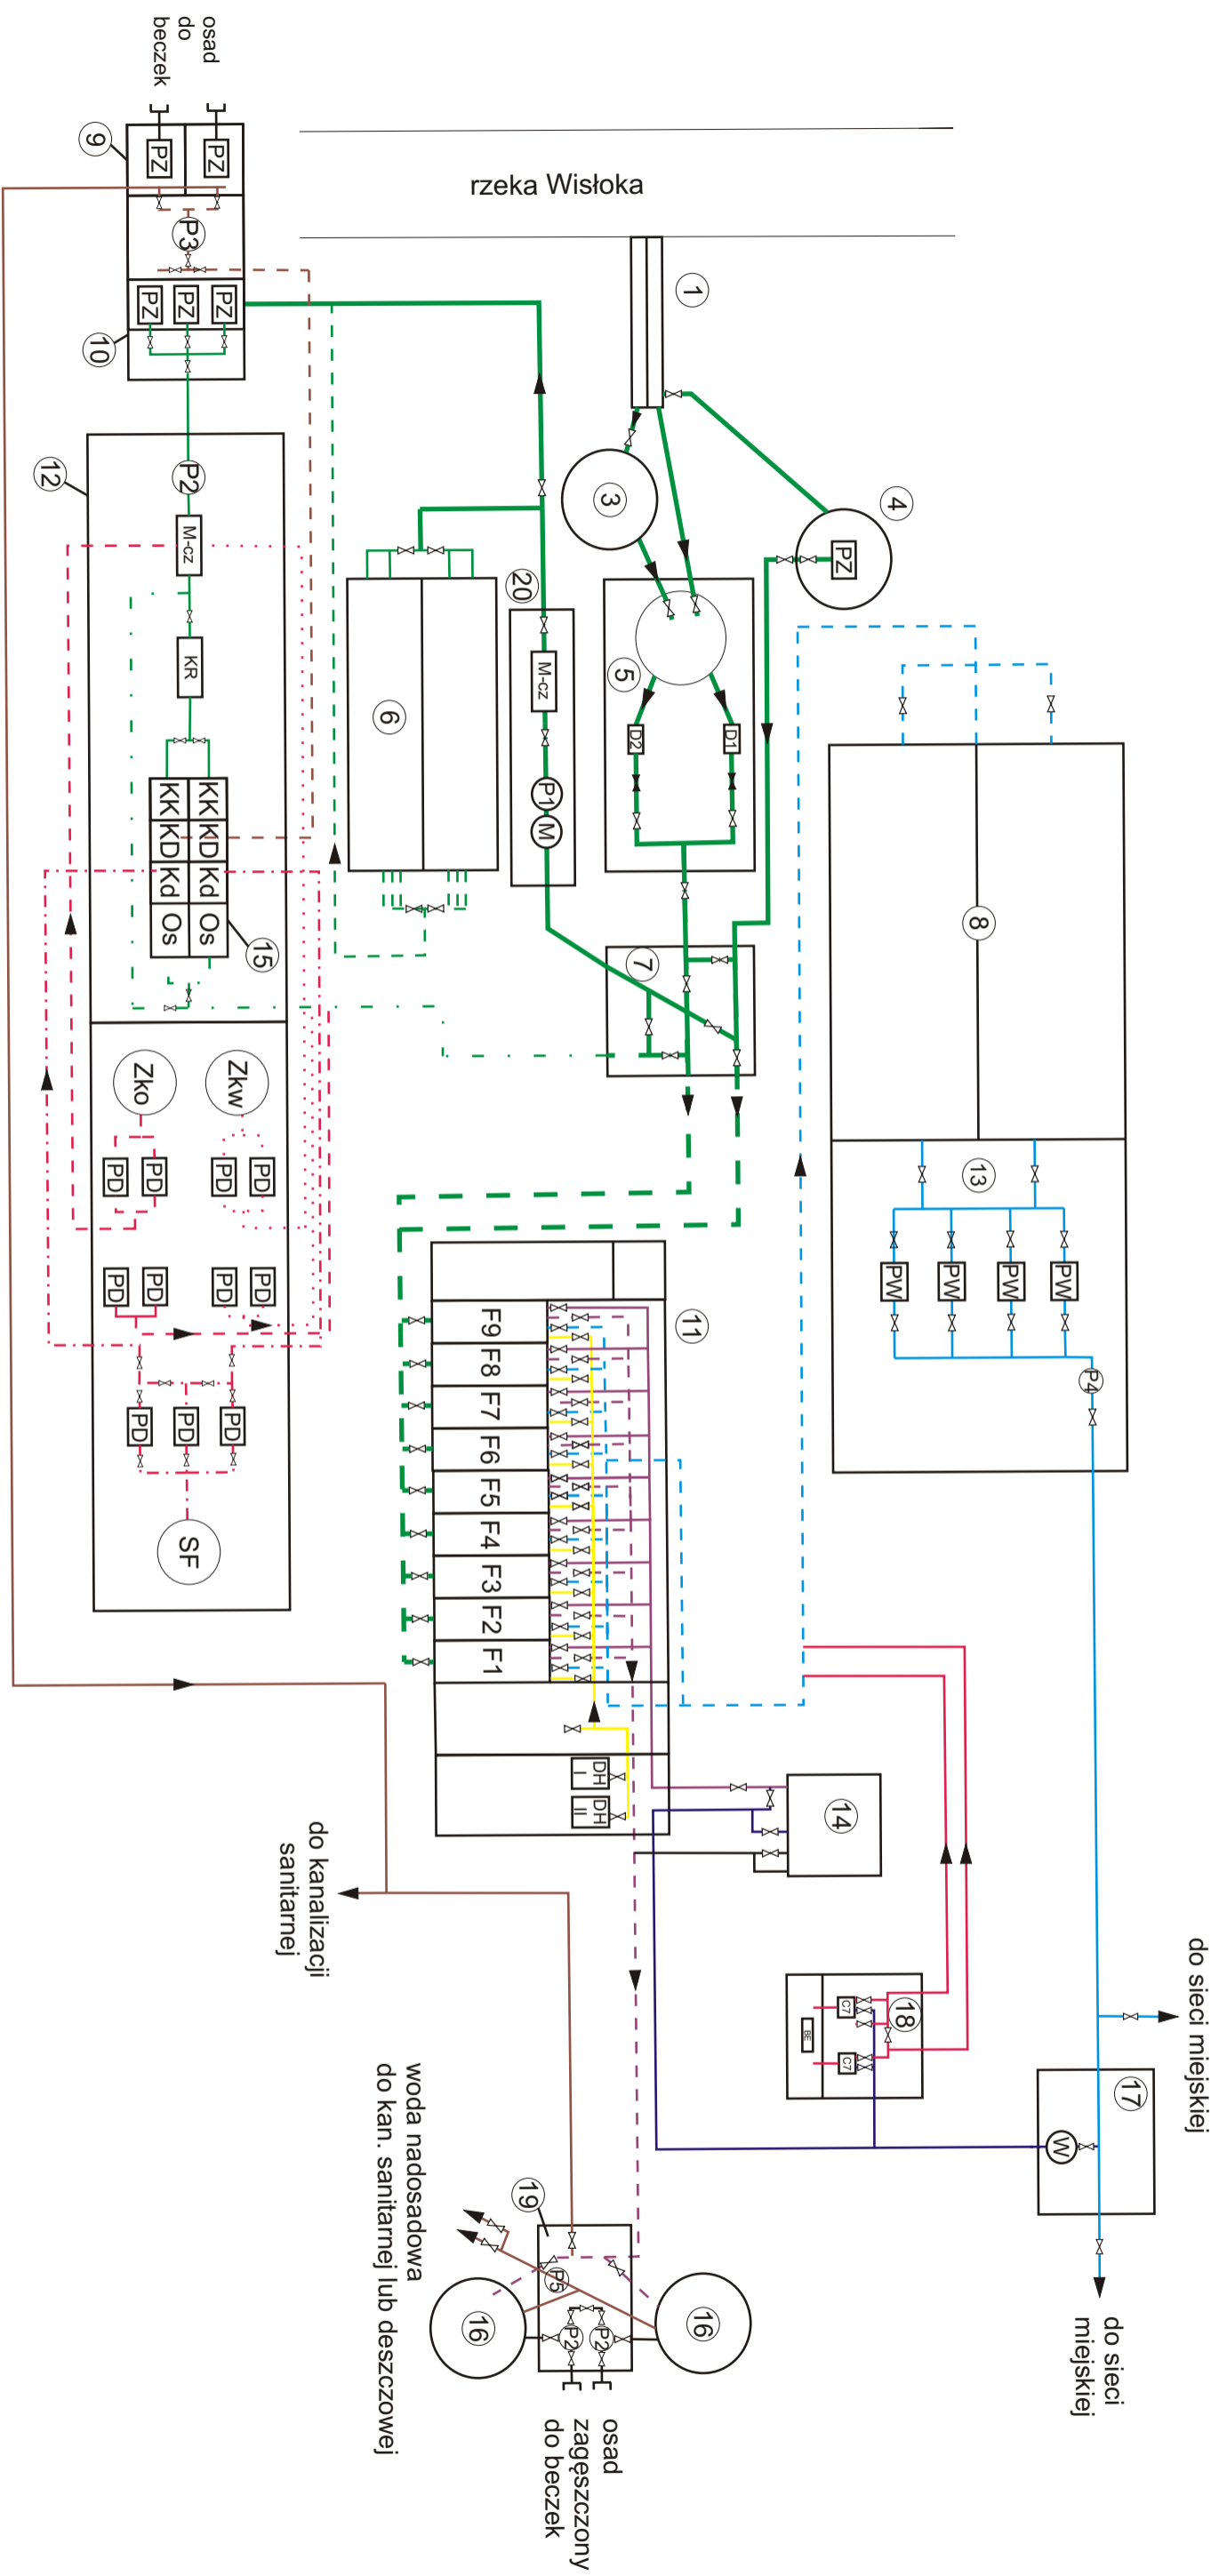 do sieci miejskiej
17
do sieci
miejskiej
P4
W
PW
PW
PW
PW
8
13
18
C7
C7
BE
4
PZ
14
D1
D2
5
1
11
16
3
7
rzeka Wisłoka
20
M-cz
P1
M
DH
I
DH
II
P2
P2
P5
19
16
osad
zagęszczony
do beczek
F9
F8
F7
F6
F5
F4
F3
F2
F1
6
woda nadosadowa
do kan. sanitarnej lub deszczowej
do kanalizacji
sanitarnej
osad
do
beczek
PZ
PZ
9
P3
PZ
PZ
PZ
10
12
P2
M-cz
KR
KK
KD
Kd
Os
KK
KD
Kd
Os
15
Zkw
Zko
PD
PD
PD
PD
PD
PD
PD
PD
PD
PD
PD
SF